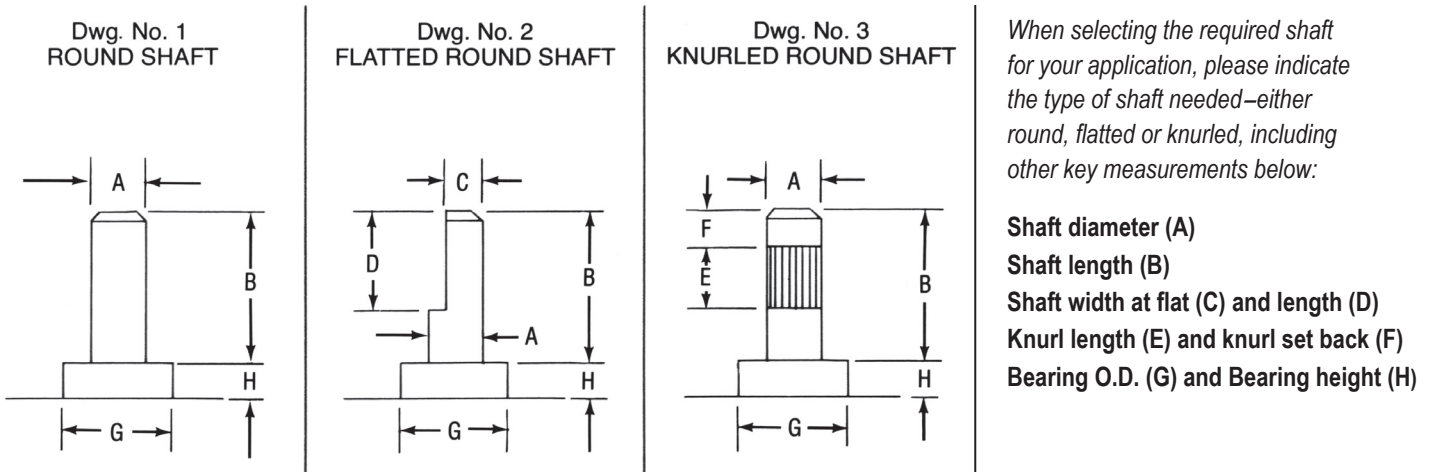 Dwg. No. 1
ROUND SHAFT
A
B
H
G
Dwg. No. 2
FLATTED ROUND SHAFT
C
D
B
A
H
G
Dwg. No. 3
KNURLED ROUND SHAFT
A
F
E
B
H
G
When selecting the required shaft
for your application, please indicate
the type of shaft needed–either
round, flatted or knurled, including
other key measurements below:
Shaft diameter (A)
Shaft length (B)
Shaft width at flat (C) and length (D)
Knurl length (E) and knurl set back (F)
Bearing O.D. (G) and Bearing height (H)